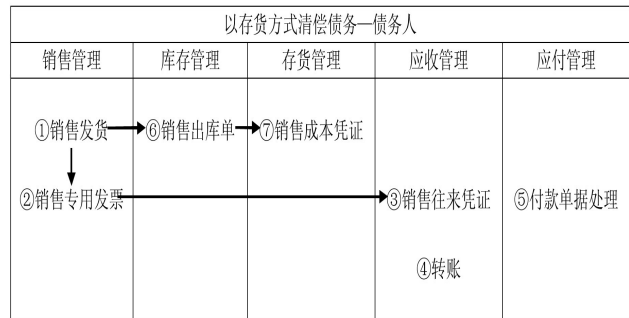 以存货方式清偿债务—债务人
销售管理 库存管理 存货管理 应收管理 应付管理
①销售发货 ⑥销售出库单 ⑦销售成本凭证
②销售专用发票 ③销售往来凭证 ⑤付款单据处理
④转账